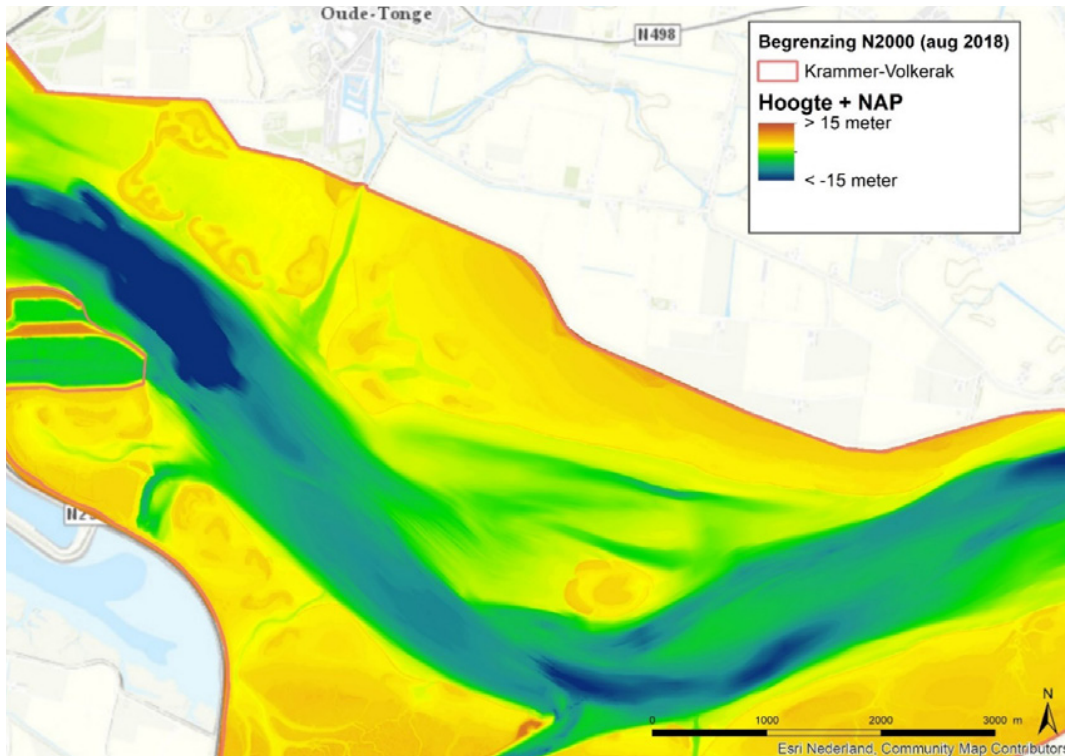 Oude-Tonge
N498
Begrenzing N2000 (aug 2018)
Krammer-Volkerak
Hoogte + NAP
> 15 meter
< -15 meter
N
0 1000 2000 3000 m
Esri Nederland, Community Map Contributors